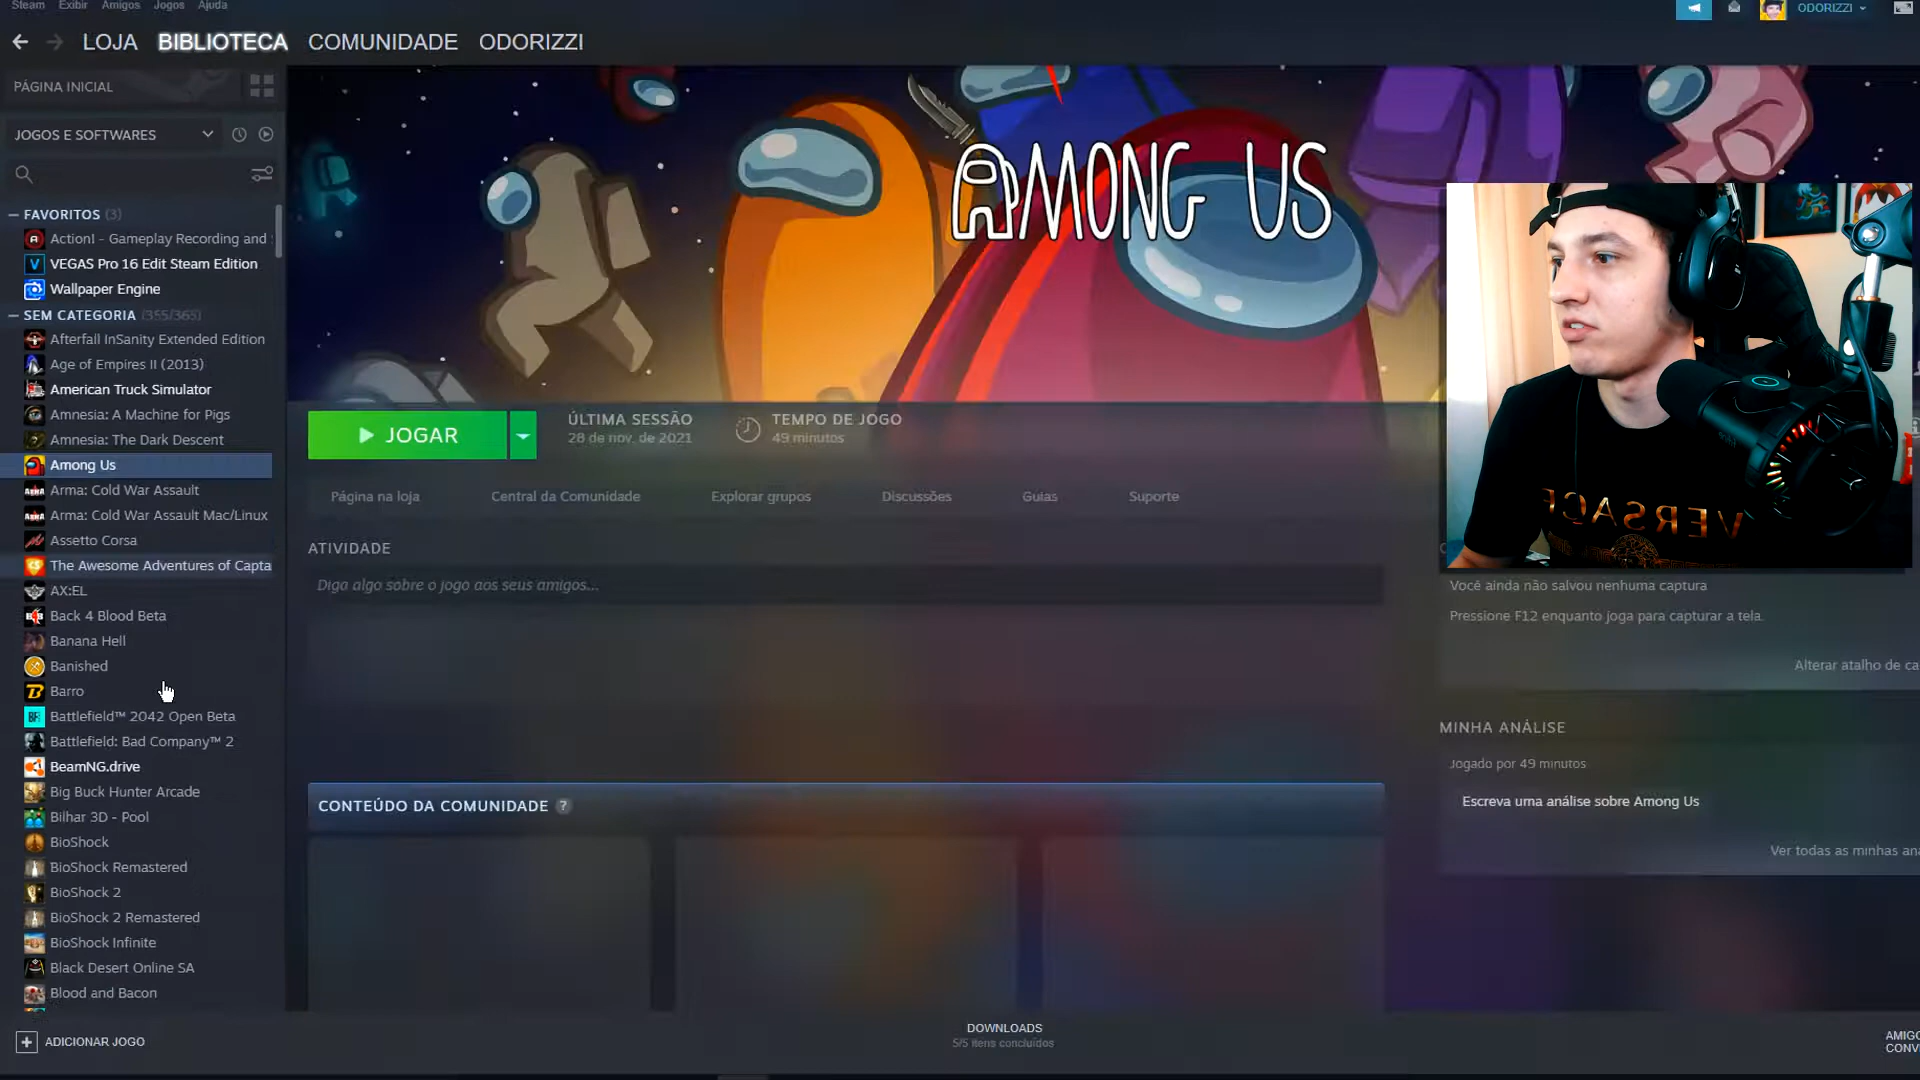 Steam Exibir Amigos Jogos Ajuda
ODORIZZI
LOJA BIBLIOTECA COMUNIDADE ODORIZZI
PÁGINA INICIAL
JOGOS E SOFTWARES
FAVORITOS (3)
Action! - Gameplay Recording and
VEGAS Pro 16 Edit Steam Edition
Wallpaper Engine
SEM CATEGORIA (355/365)
Afterfall InSanity Extended Edition
Age of Empires II (2013)
American Truck Simulator
Amnesia: A Machine for Pigs
Amnesia: The Dark Descent
Among Us
Arma: Cold War Assault
Arma: Cold War Assault Mac/Linux
Assetto Corsa
The Awesome Adventures of Capta
AX:EL
Back 4 Blood Beta
Banana Hell
Banished
Barro
Battlefield™ 2042 Open Beta
Battlefield: Bad Company™ 2
BeamNG.drive
Big Buck Hunter Arcade
Bilhar 3D - Pool
BioShock
BioShock Remastered
BioShock 2
BioShock 2 Remastered
BioShock Infinite
Black Desert Online SA
Blood and Bacon
ADICIONAR JOGO
AMONG US
JOGAR
ÚLTIMA SESSÃO
28 de nov. de 2021
TEMPO DE JOGO
49 minutos
Página na loja Central da Comunidade Explorar grupos Discussões Guias Suporte
ATIVIDADE
Diga algo sobre o jogo aos seus amigos...
CONTEÚDO DA COMUNIDADE ?
VERSACE
Você ainda não salvou nenhuma captura
Pressione F12 enquanto joga para capturar a tela.
Alterar atalho de ca
MINHA ANÁLISE
Jogado por 49 minutos
Escreva uma análise sobre Among Us
Ver todas as minhas aná
DOWNLOADS
5/5 itens concluídos
AMIGO
CONV